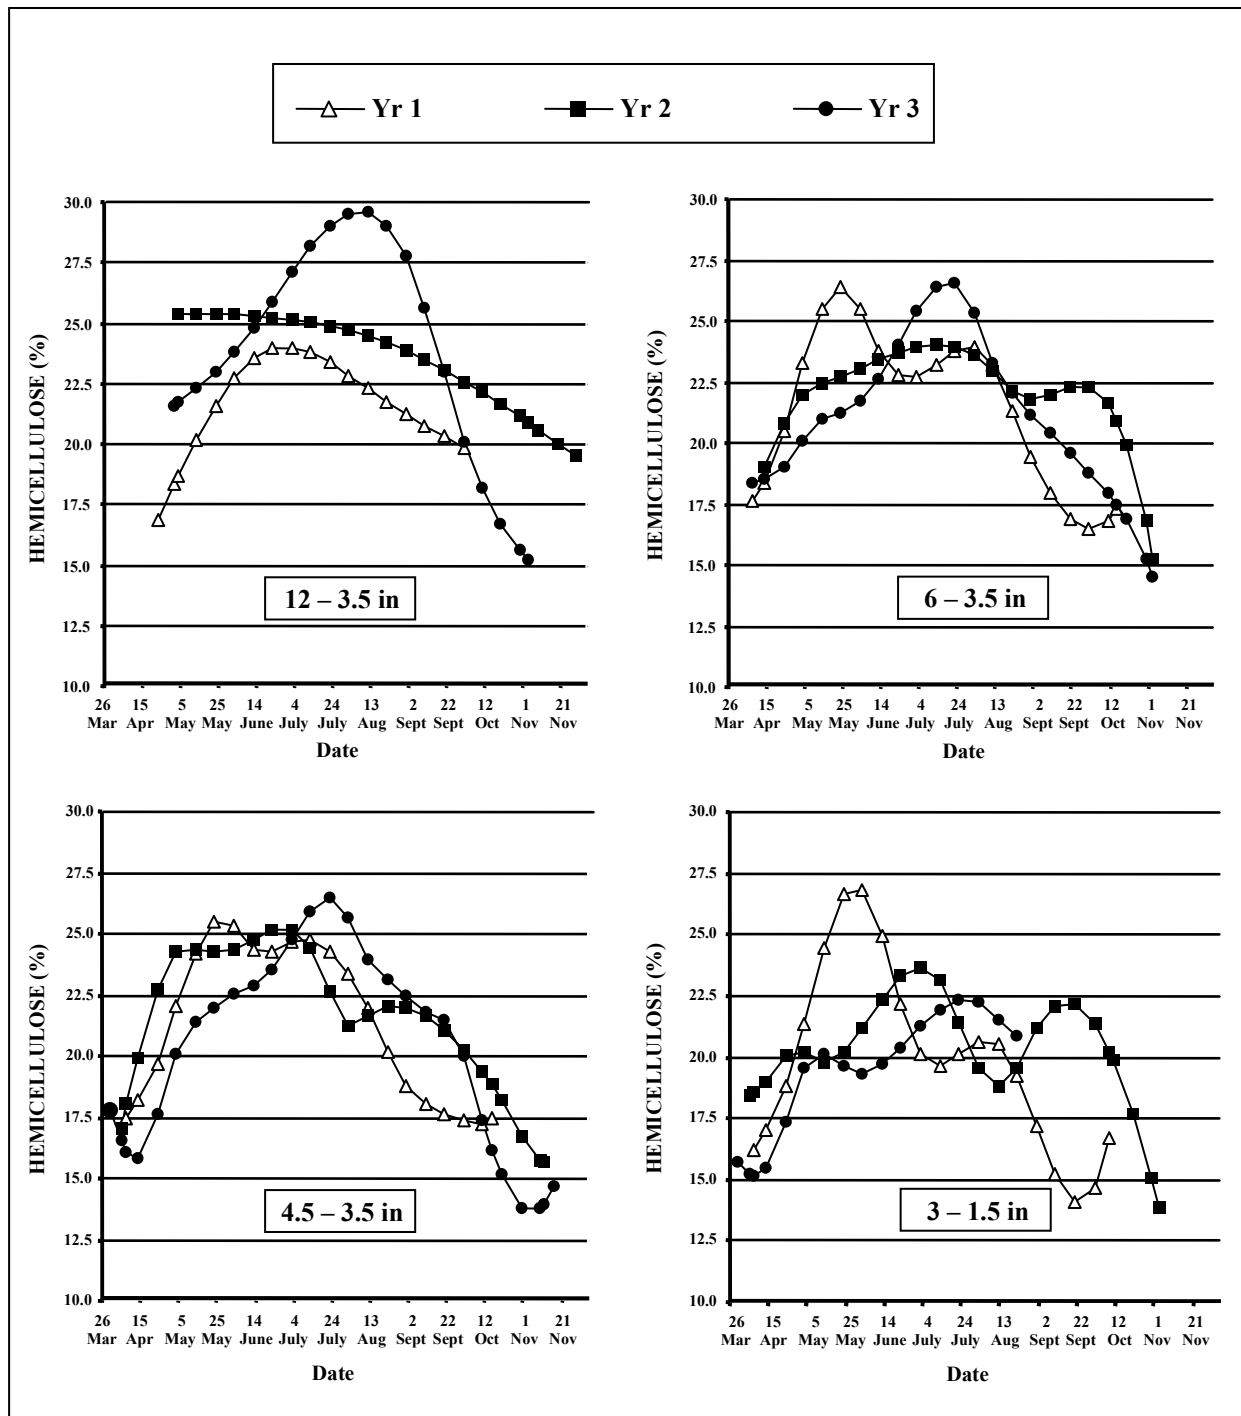 Yr 1 Yr 2 Yr 3
HEMICELLULOSE (%)
30.0
27.5
25.0
22.5
20.0
17.5
15.0
12.5
10.0
12 – 3.5 in
26 15 5 25 14 4 24 13 2 22 12 1 21
Mar Apr May May June July July Aug Sept Sept Oct Nov Nov
Date
HEMICELLULOSE (%)
30.0
27.5
25.0
22.5
20.0
17.5
15.0
12.5
10.0
6 – 3.5 in
26 15 5 25 14 4 24 13 2 22 12 1 21
Mar Apr May May June July July Aug Sept Sept Oct Nov Nov
Date
HEMICELLULOSE (%)
30.0
27.5
25.0
22.5
20.0
17.5
15.0
12.5
10.0
4.5 – 3.5 in
26 15 5 25 14 4 24 13 2 22 12 1 21
Mar Apr May May June July July Aug Sept Sept Oct Nov Nov
Date
HEMICELLULOSE (%)
30.0
27.5
25.0
22.5
20.0
17.5
15.0
12.5
10.0
3 – 1.5 in
26 15 5 25 14 4 24 13 2 22 12 1 21
Mar Apr May May June July July Aug Sept Sept Oct Nov Nov
Date